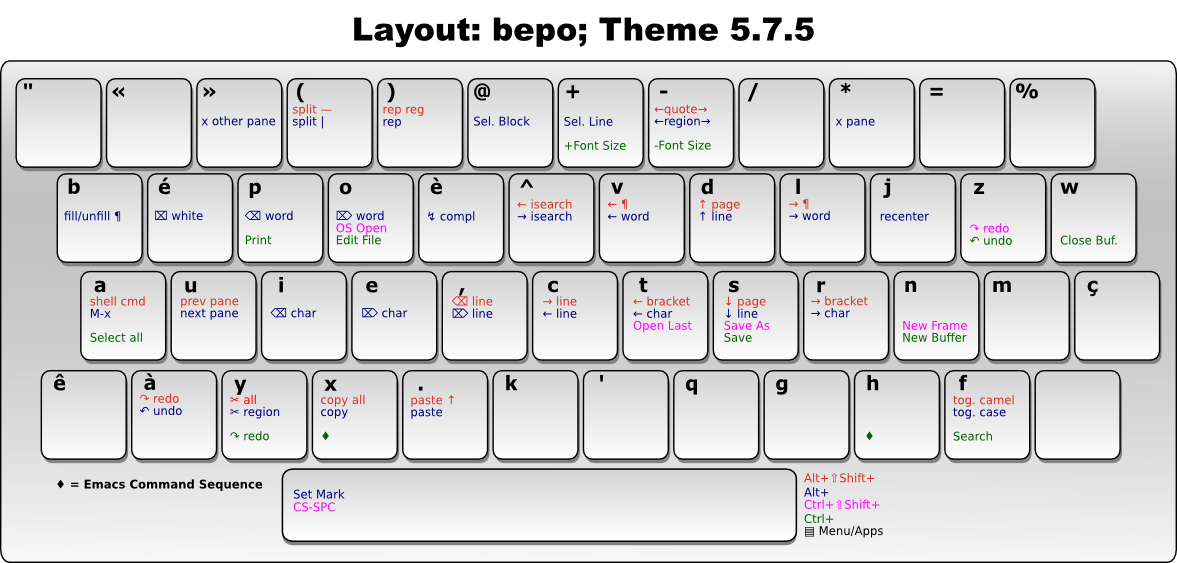 Layout: bepo; Theme 5.7.5
"
«
»
x other pane
(
split —
split |
)
rep reg
rep
@
Sel. Block
+
Sel. Line
+Font Size
-
←quote→
←region→
-Font Size
/
*
x pane
=
%
b
fill/unfill ¶
é
⌧ white
p
⌫ word
Print
o
⌦ word
OS Open
Edit File
è
↯ compl
^
← isearch
→ isearch
v
← ¶
← word
d
↑ page
↑ line
l
→ ¶
→ word
j
recenter
z
↷ redo
↶ undo
w
Close Buf.
a
shell cmd
M-x
Select all
u
prev pane
next pane
i
⌫ char
e
⌦ char
,
⌫ line
⌦ line
c
→ line
← line
t
← bracket
← char
Open Last
s
↓ page
↓ line
Save As
Save
r
→ bracket
→ char
n
New Frame
New Buffer
m
ç
ê
à
↷ redo
↶ undo
y
✂ all
✂ region
↷ redo
x
copy all
copy
♦
.
paste ↑
paste
k
'
q
g
h
♦
f
tog. camel
tog. case
Search
♦ = Emacs Command Sequence
Set Mark
CS-SPC
Alt+⇧Shift+
Alt+
Ctrl+⇧Shift+
Ctrl+
▤ Menu/Apps